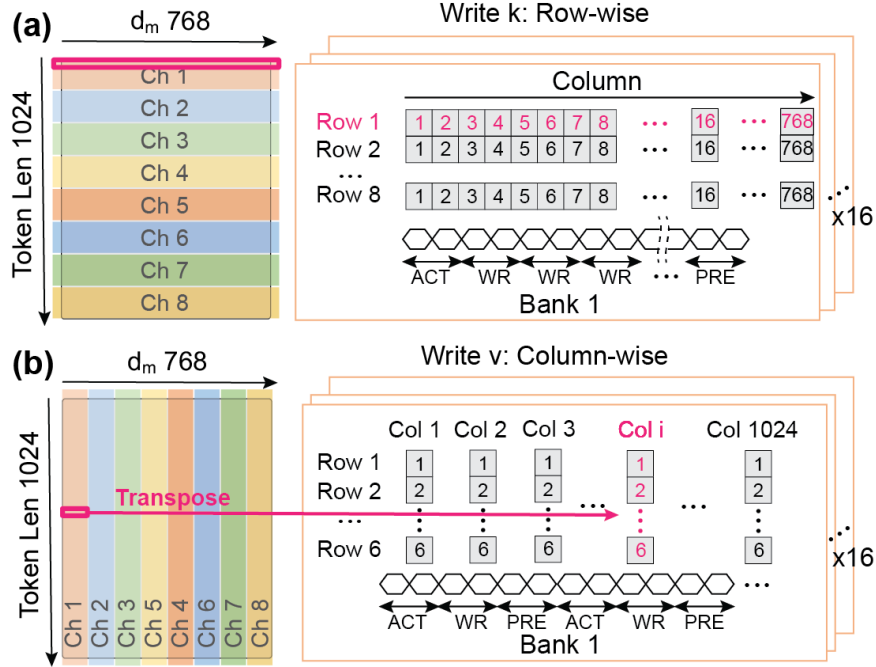 (a)
d_m 768
Token Len 1024
Ch 1
Ch 2
Ch 3
Ch 4
Ch 5
Ch 6
Ch 7
Ch 8
Write k: Row-wise
Column
Row 1 1 2 3 4 5 6 7 8 ... 16 ... 768
Row 2 1 2 3 4 5 6 7 8 ... 16 ... 768
...
Row 8 1 2 3 4 5 6 7 8 ... 16 ... 768
... x16
ACT WR WR WR ... PRE
Bank 1
(b)
d_m 768
Token Len 1024
Transpose
Ch 1
Ch 2
Ch 3
Ch 5
Ch 4
Ch 6
Ch 7
Ch 8
Write v: Column-wise
Col 1 Col 2 Col 3 Col i Col 1024
Row 1 1 1 1 1 1
Row 2 2 2 2 ... 2 ... 2
...
Row 6 6 6 6 6 6
... x16
...
ACT WR PRE ACT WR PRE
Bank 1